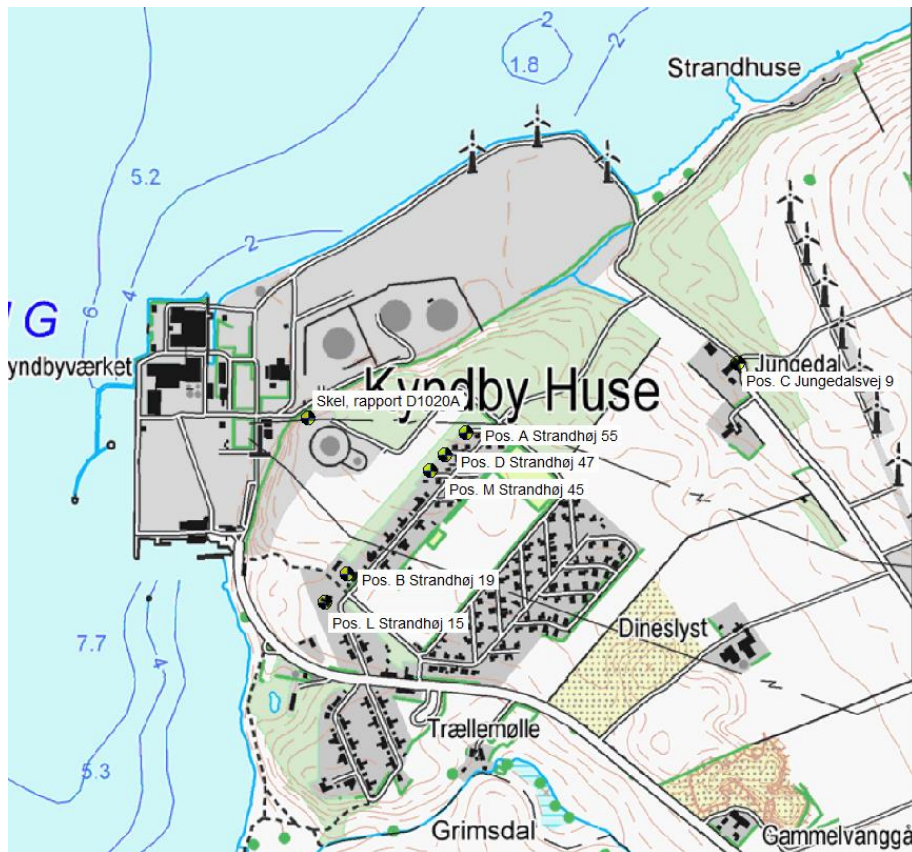 2
2
1.8
Strandhuse
5.2
2
4
6
G
yndbyværket
Kyndby Huse
Jungedal
Pos. C Jungedalsvej 9
Skel, rapport D1020A
Pos. A Strandhøj 55
Pos. D Strandhøj 47
Pos. M Strandhøj 45
Pos. B Strandhøj 19
Pos. L Strandhøj 15
7.7
4
Dineslyst
Trællemølle
5.3
Grimsdal
Gammelvanggå